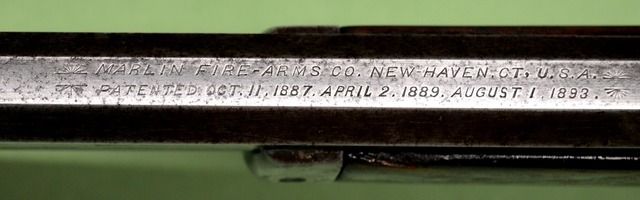 MARLIN FIRE-ARMS CO. NEW-HAVEN.CT. U.S.A.
PATENTED OCT. 11, 1887. APRIL 2. 1889. AUGUST 1, 1893.